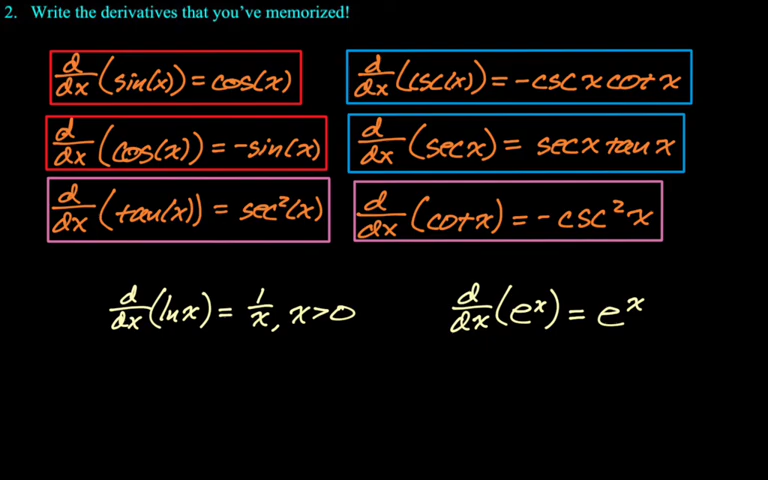 2. Write the derivatives that you've memorized!
d/dx (sin(x)) = cos(x)
d/dx (csc(x)) = -csc x cot x
d/dx (cos(x)) = -sin(x)
d/dx (sec x) = sec x tan x
d/dx (tan(x)) = sec²(x)
d/dx (cot x) = -csc² x
d/dx (ln x) = 1/x, x>0
d/dx (eˣ) = eˣ